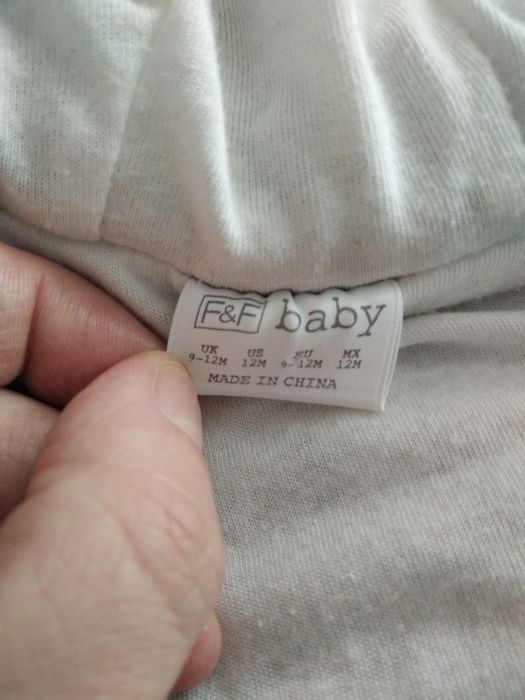 F&F baby
UK US EU MX
9-12M 12M 9-12M 12M
MADE IN CHINA